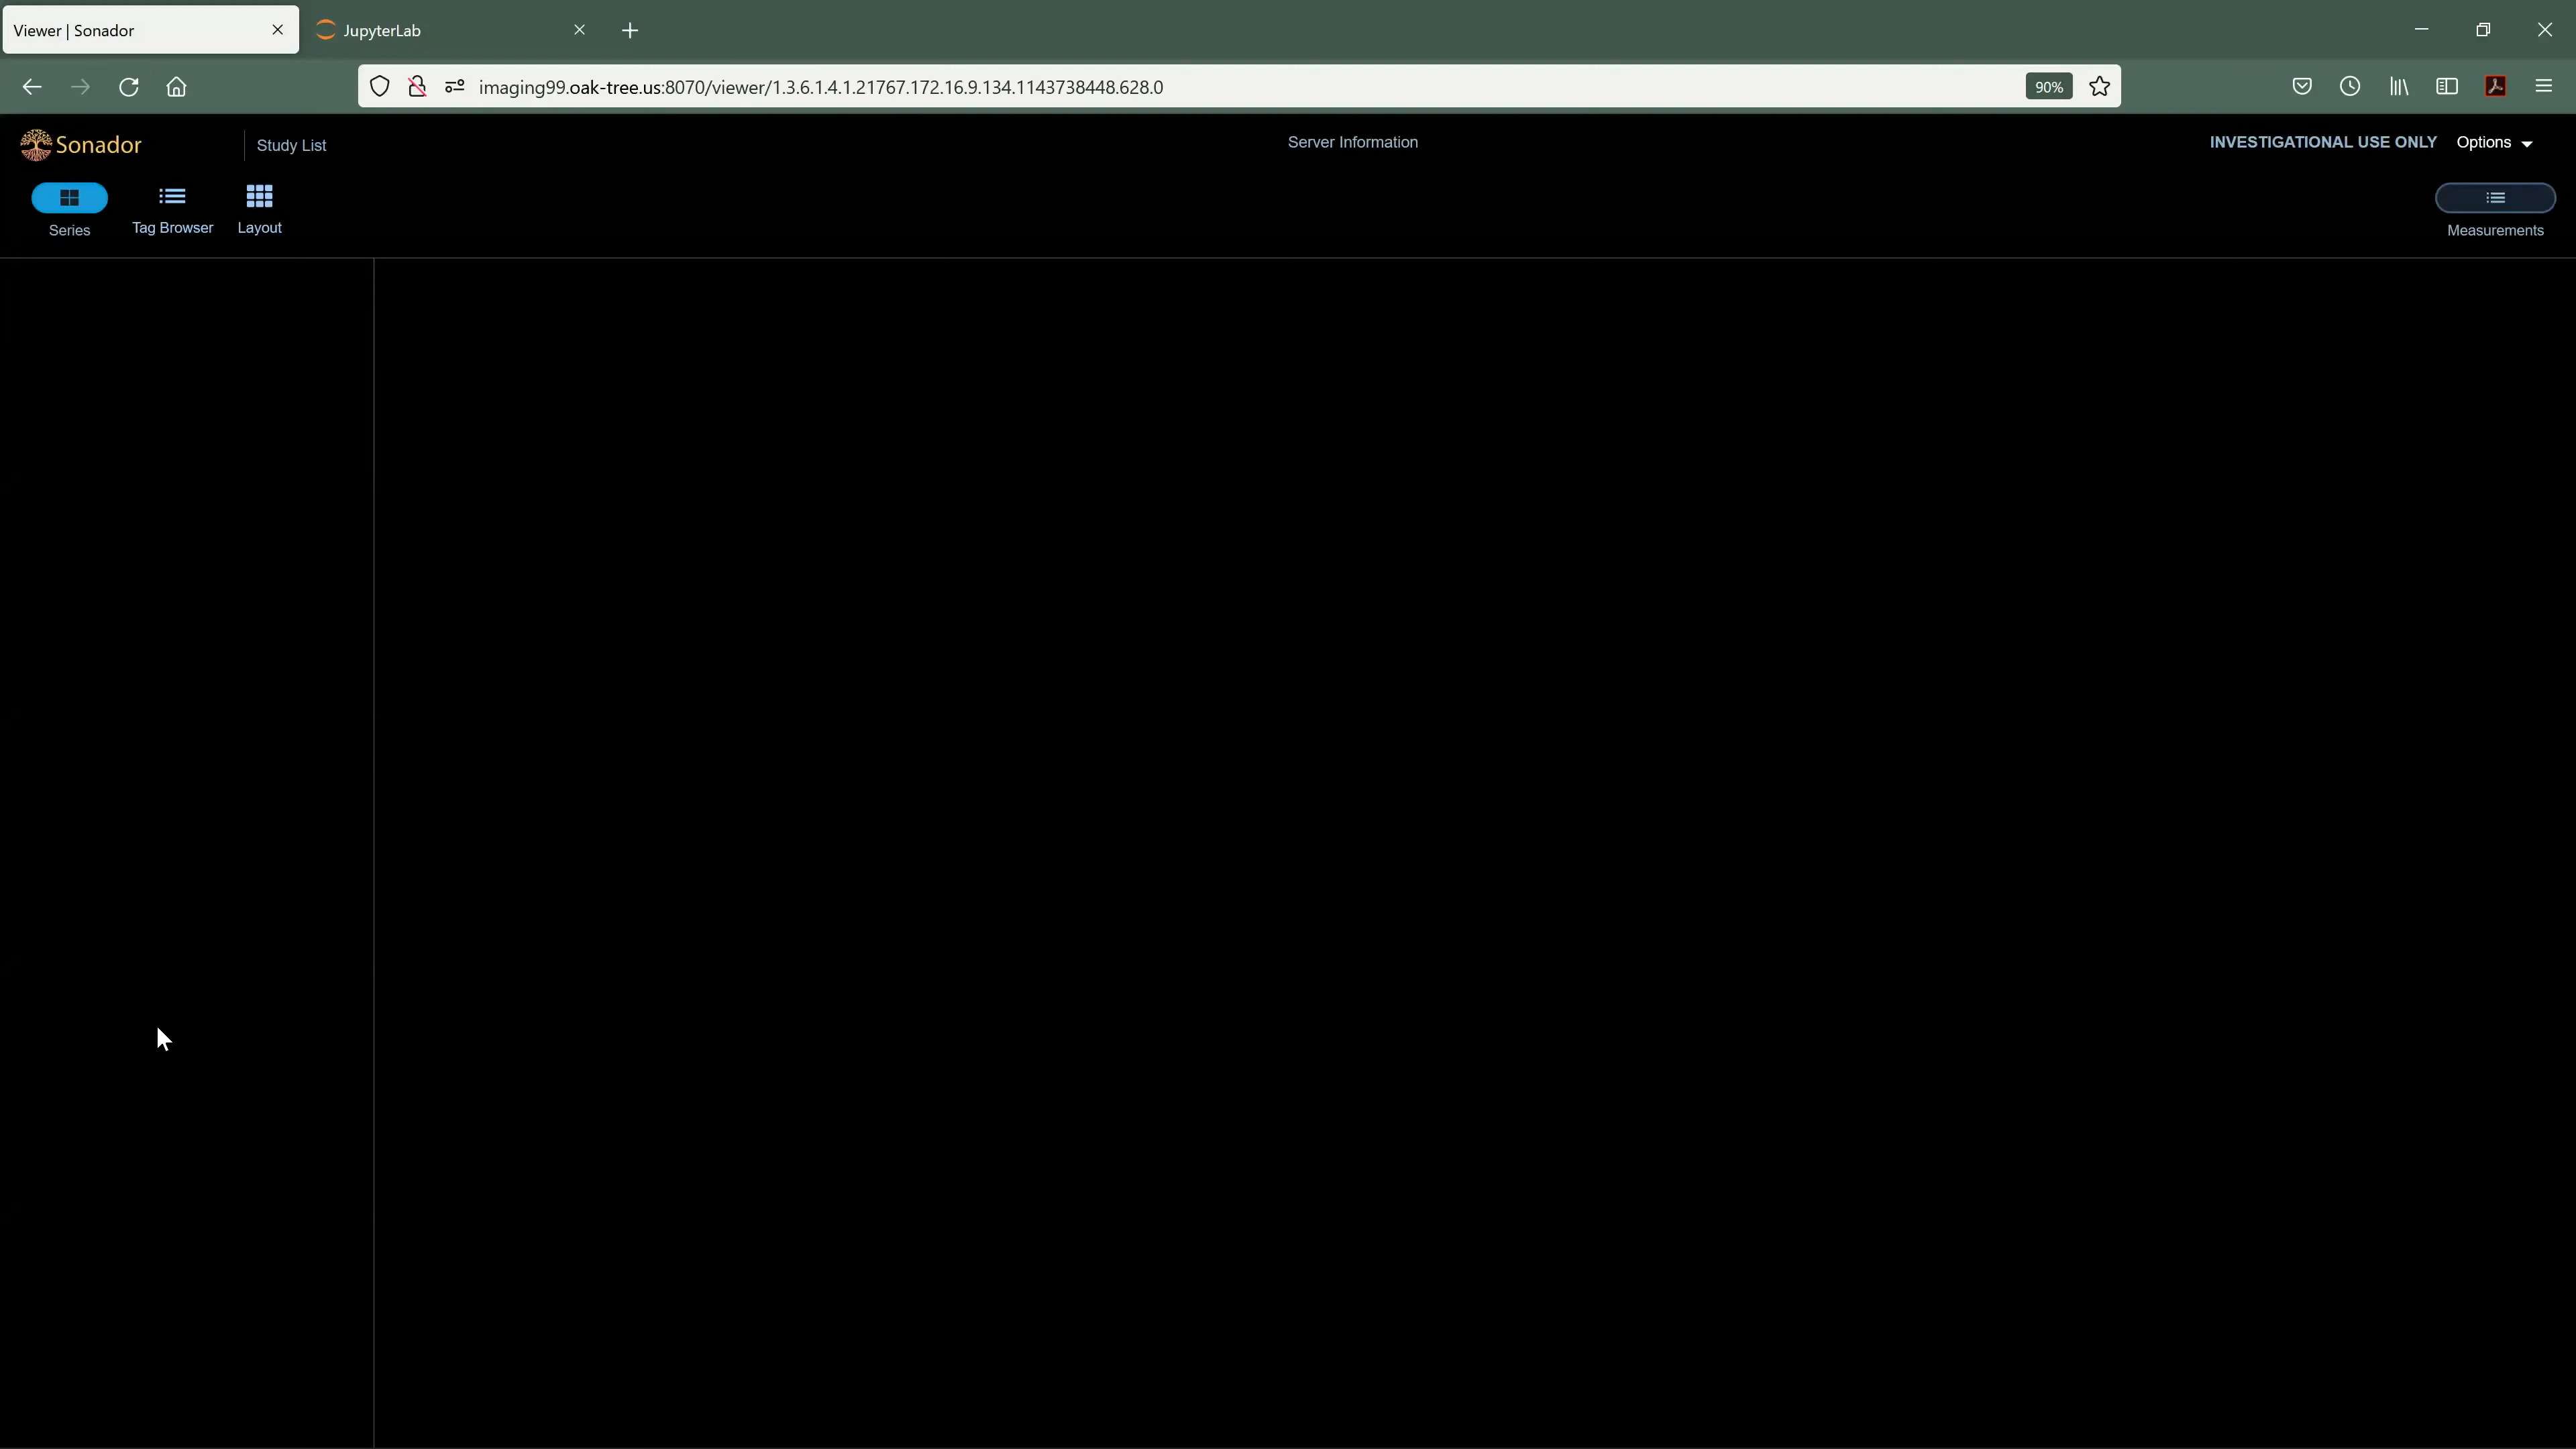 Viewer | Sonador
JupyterLab
imaging99.oak-tree.us:8070/viewer/1.3.6.1.4.1.21767.172.16.9.134.1143738448.628.0
90%
Sonador
Study List
Server Information
INVESTIGATIONAL USE ONLY
Options
Series
Tag Browser
Layout
Measurements